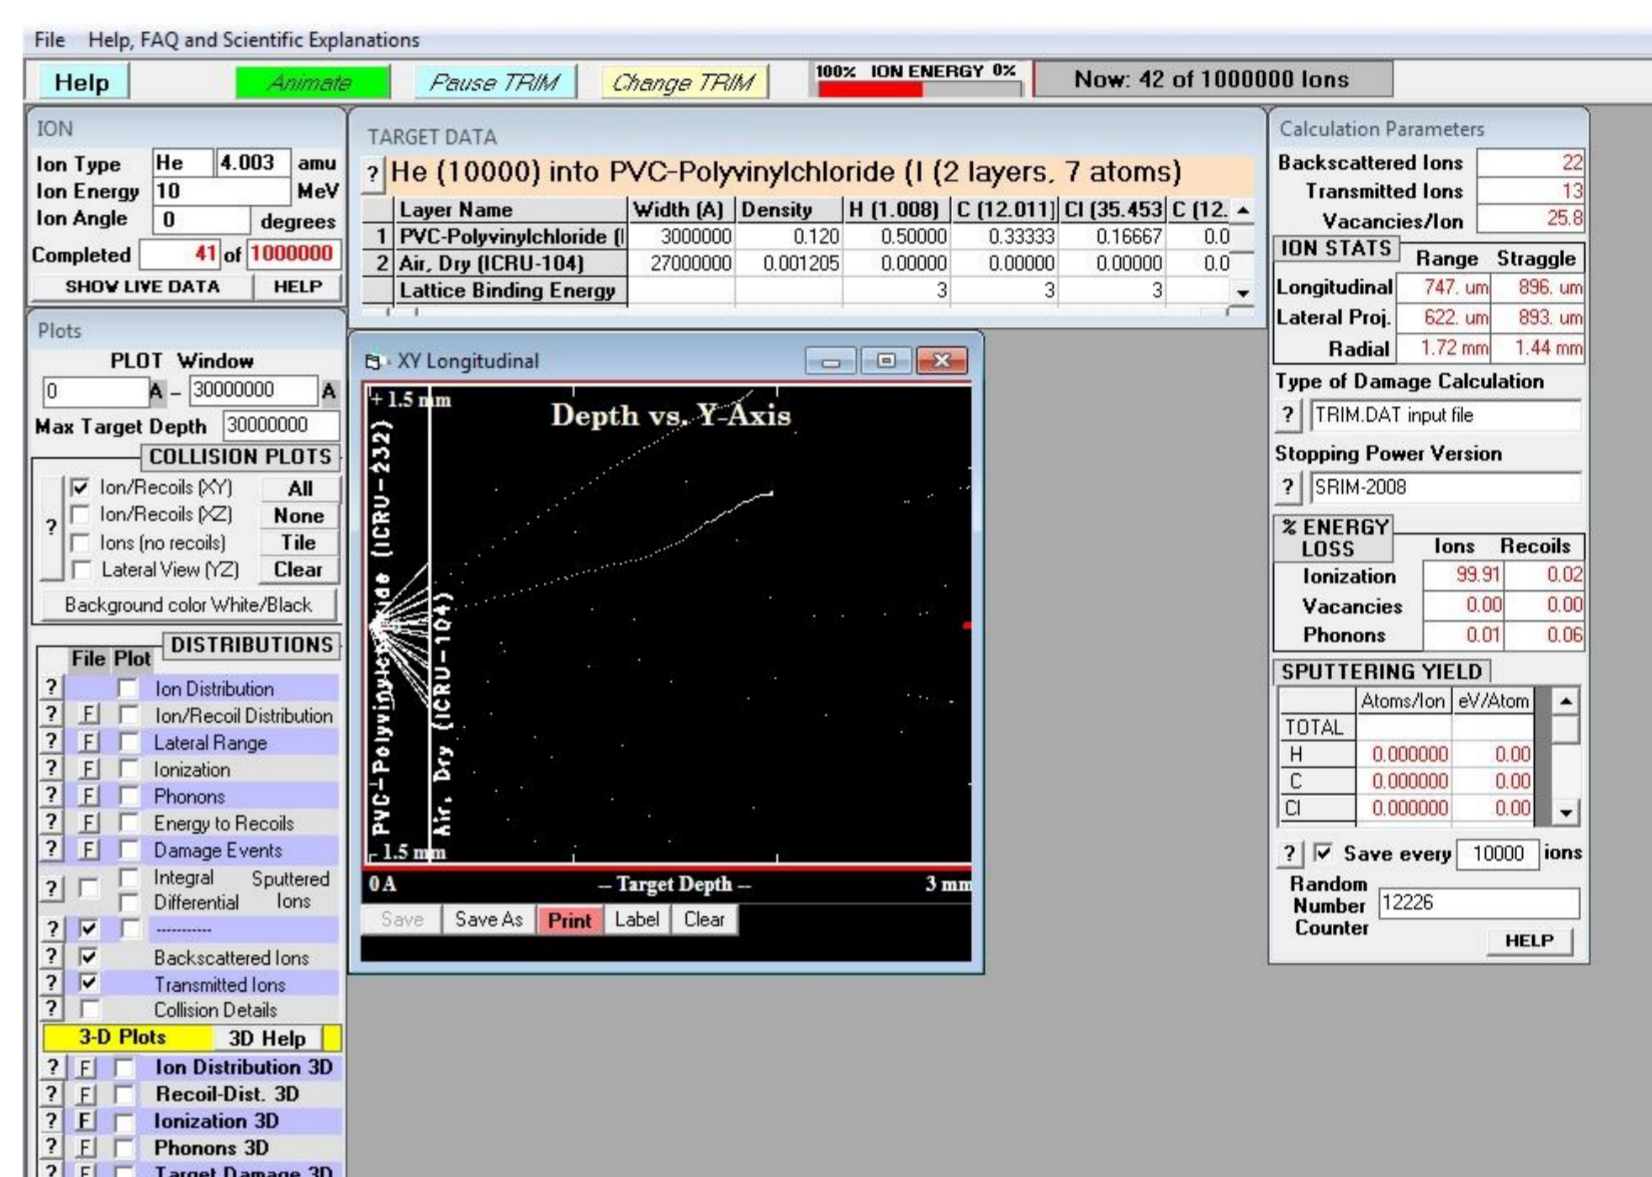 File Help, FAQ and Scientific Explanations
Help Animate Pause TRIM Change TRIM 100% ION ENERGY 0% Now: 42 of 1000000 Ions
ION
Ion Type He 4.003 amu
Ion Energy 10 MeV
Ion Angle 0 degrees
Completed 41 of 1000000
SHOW LIVE DATA HELP
Plots
PLOT Window
0 A - 30000000 A
Max Target Depth 30000000
COLLISION PLOTS
Ion/Recoils (XY) All
Ion/Recoils (XZ) None
? Ions (no recoils) Tile
Lateral View (YZ) Clear
Background color White/Black
DISTRIBUTIONS
File Plot
? Ion Distribution
? F Ion/Recoil Distribution
? F Lateral Range
? F Ionization
? F Phonons
? F Energy to Recoils
? F Damage Events
? Integral Sputtered
Differential Ions
? -----------
? Backscattered Ions
? Transmitted Ions
? Collision Details
3-D Plots 3D Help
? F Ion Distribution 3D
? F Recoil-Dist. 3D
? F Ionization 3D
? F Phonons 3D
? F Target Damage 3D
TARGET DATA
? He (10000) into PVC-Polyvinylchloride (I (2 layers, 7 atoms)
Layer Name Width (A) Density H (1.008) C (12.011) Cl (35.453 C (12.
1 PVC-Polyvinylchloride (I 3000000 0.120 0.50000 0.33333 0.16667 0.0
2 Air, Dry (ICRU-104) 27000000 0.001205 0.00000 0.00000 0.00000 0.0
Lattice Binding Energy 3 3 3
XY Longitudinal
+ 1.5 mm
Depth vs. Y-Axis
PVC-Polyvinylchloride (ICRU-232)
Air, Dry (ICRU-104)
- 1.5 mm
0 A -- Target Depth -- 3 mm
Save Save As Print Label Clear
Calculation Parameters
Backscattered Ions 22
Transmitted Ions 13
Vacancies/Ion 25.8
ION STATS Range Straggle
Longitudinal 747. um 896. um
Lateral Proj. 622. um 893. um
Radial 1.72 mm 1.44 mm
Type of Damage Calculation
? TRIM.DAT input file
Stopping Power Version
? SRIM-2008
% ENERGY
LOSS Ions Recoils
Ionization 99.91 0.02
Vacancies 0.00 0.00
Phonons 0.01 0.06
SPUTTERING YIELD
Atoms/Ion eV/Atom
TOTAL
H 0.000000 0.00
C 0.000000 0.00
Cl 0.000000 0.00
? Save every 10000 ions
Random
Number 12226
Counter
HELP